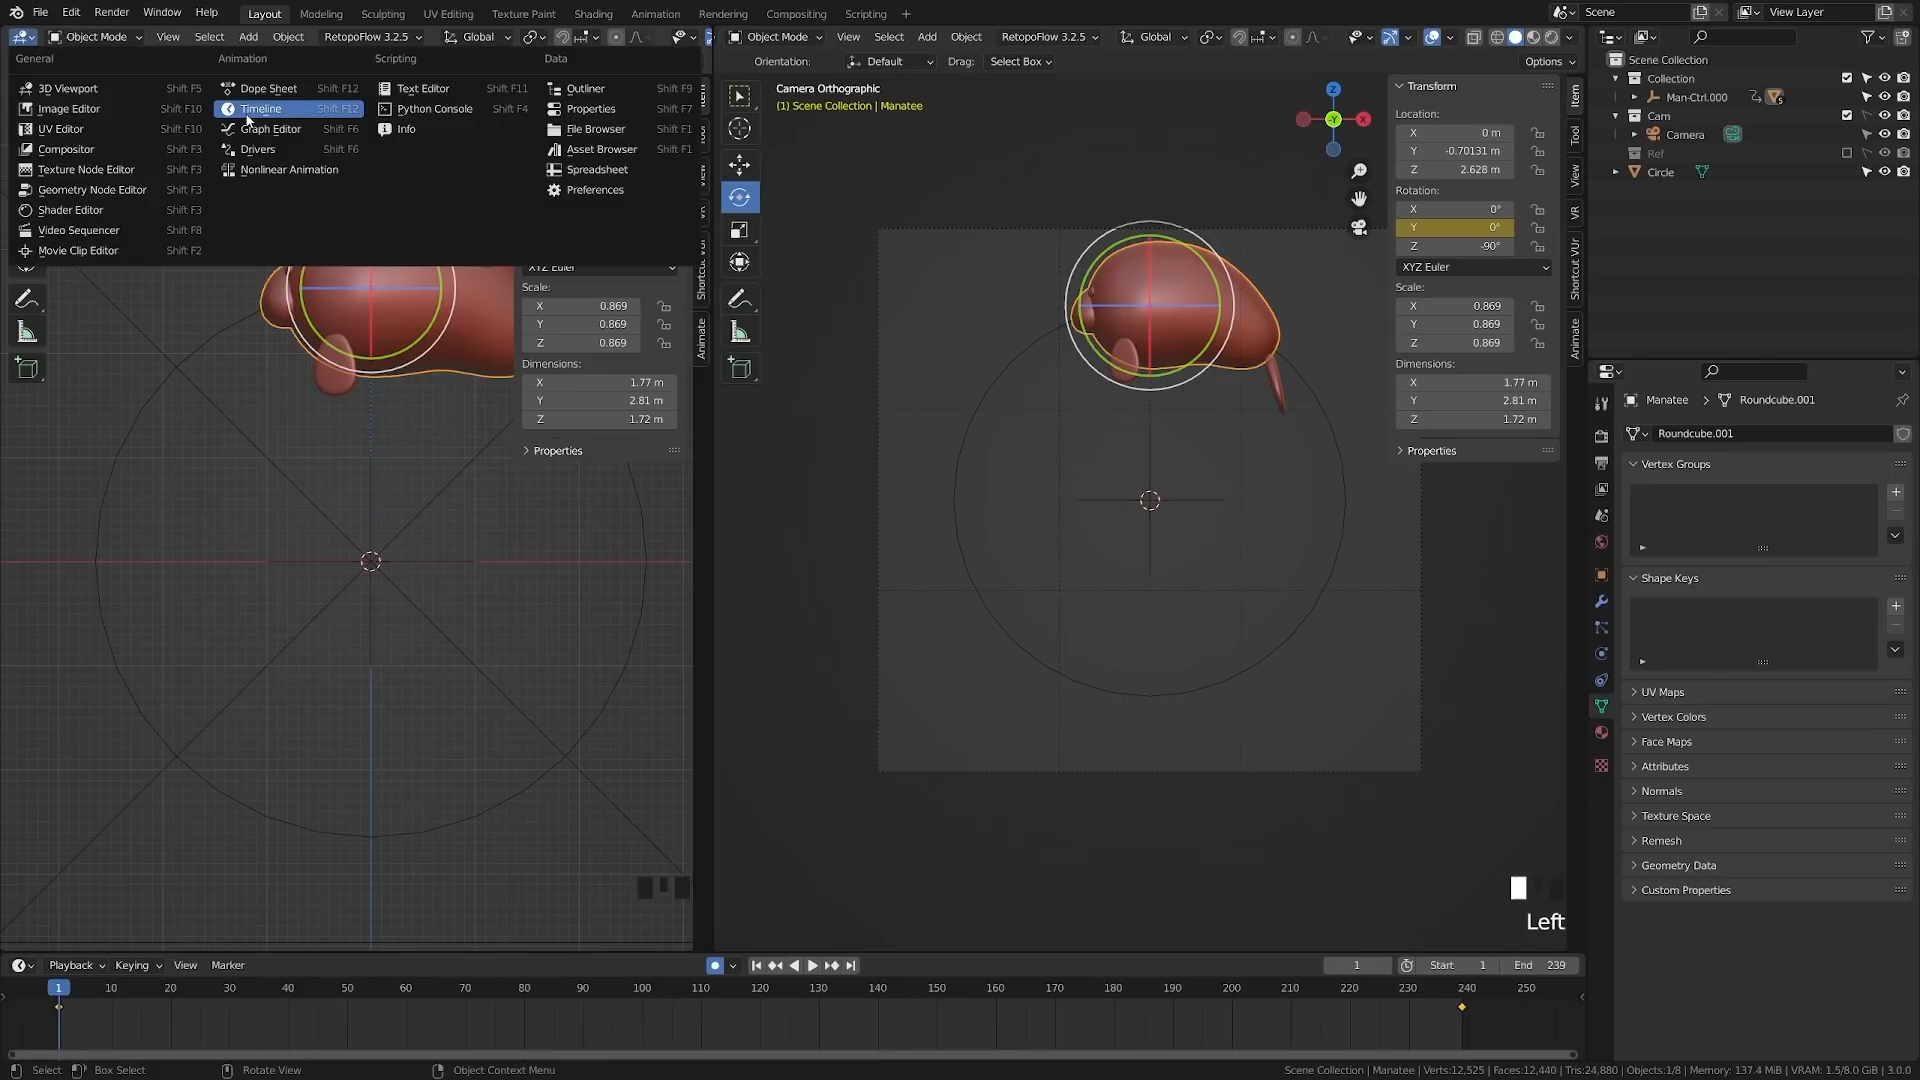 File Edit Render Window Help Layout Modeling Sculpting UV Editing Texture Paint Shading Animation Rendering Compositing Scripting + Scene View Layer
Object Mode View Select Add Object RetopoFlow 3.2.5 Global
Object Mode View Select Add Object RetopoFlow 3.2.5 Global
General Animation Scripting Data
3D Viewport Shift F5
Image Editor Shift F10
UV Editor Shift F10
Compositor Shift F3
Texture Node Editor Shift F3
Geometry Node Editor Shift F3
Shader Editor Shift F3
Video Sequencer Shift F8
Movie Clip Editor Shift F2
Dope Sheet Shift F12
Timeline Shift F12
Graph Editor Shift F6
Drivers Shift F6
Nonlinear Animation
Text Editor Shift F11
Python Console Shift F4
Info
Outliner Shift F9
Properties Shift F7
File Browser Shift F1
Asset Browser Shift F1
Spreadsheet
Preferences
XYZ Euler
Scale:
X 0.869
Y 0.869
Z 0.869
Dimensions:
X 1.77 m
Y 2.81 m
Z 1.72 m
Properties
Animate
Orientation: Default Drag: Select Box Options
Camera Orthographic
(1) Scene Collection | Manatee
Z
-Y
X
Transform
Location:
X 0 m
Y -0.70131 m
Z 2.628 m
Rotation:
X 0°
Y 0°
Z -90°
XYZ Euler
Scale:
X 0.869
Y 0.869
Z 0.869
Dimensions:
X 1.77 m
Y 2.81 m
Z 1.72 m
Properties
Item
Tool
View
VR
Shortcut VUr
Animate
Left
Scene Collection
Collection
Man-Ctrl.000 5
Cam
Camera
Ref
Circle
Manatee > Roundcube.001
Roundcube.001
Vertex Groups
Shape Keys
UV Maps
Vertex Colors
Face Maps
Attributes
Normals
Texture Space
Remesh
Geometry Data
Custom Properties
Playback Keying View Marker 1 Start 1 End 239
1 10 20 30 40 50 60 70 80 90 100 110 120 130 140 150 160 170 180 190 200 210 220 230 240 250
Select Box Select Rotate View Object Context Menu Scene Collection | Manatee | Verts:12,525 | Faces:12,440 | Tris:24,880 | Objects:1/8 | Memory: 137.4 MiB | VRAM: 1.5/8.0 GiB | 3.0.0